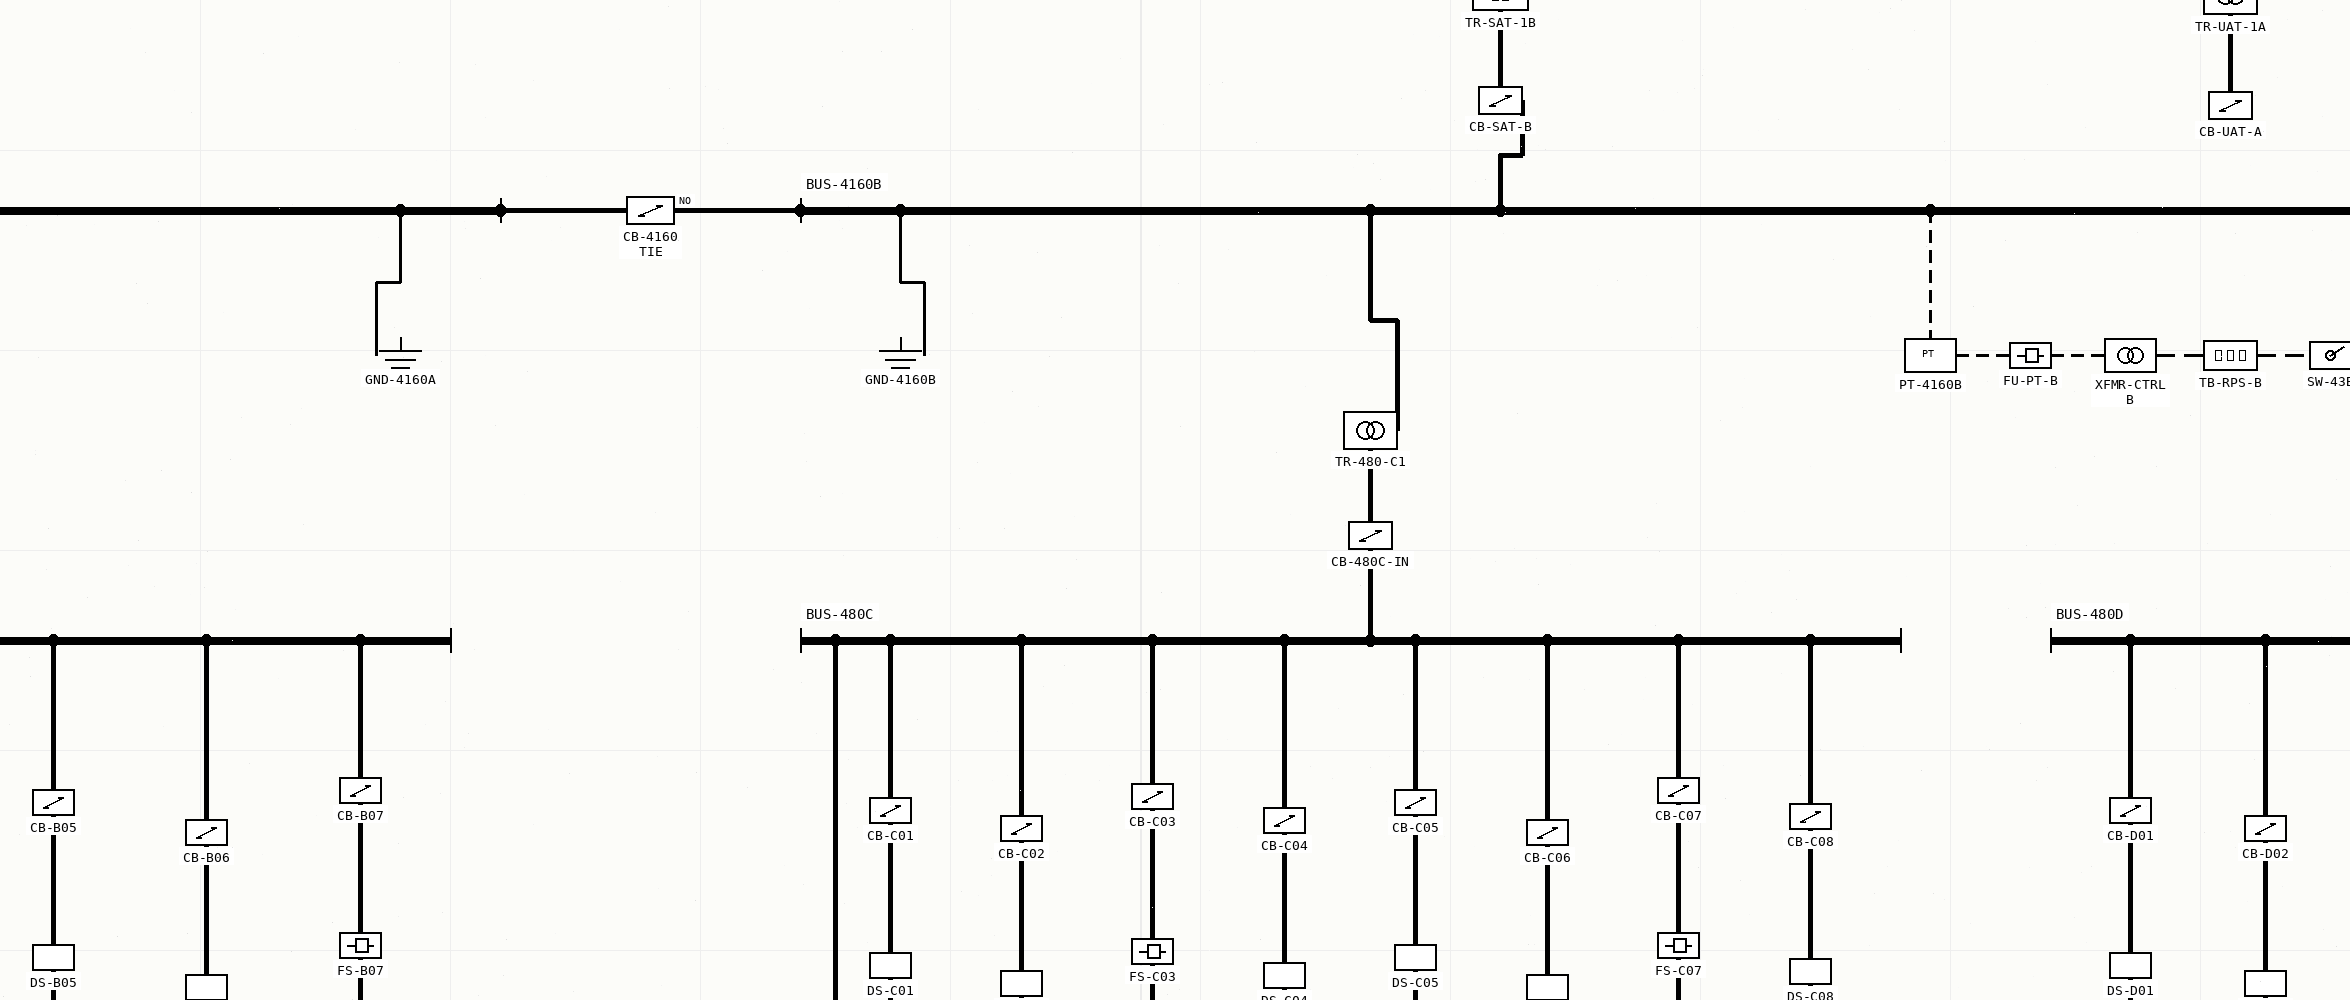 TR-SAT-1B
TR-UAT-1A
CB-SAT-B
CB-UAT-A
BUS-4160B
NO
CB-4160
TIE
GND-4160A
GND-4160B
PT
PT-4160B
FU-PT-B
XFMR-CTRL
B
TB-RPS-B
TR-480-C1
CB-480C-IN
BUS-480C
BUS-480D
CB-B05
CB-B06
CB-B07
CB-C01
CB-C02
CB-C03
CB-C04
CB-C05
CB-C06
CB-C07
CB-C08
CB-D01
CB-D02
DS-B05
FS-B07
DS-C01
FS-C03
DS-C04
DS-C05
FS-C07
DS-C08
DS-D01